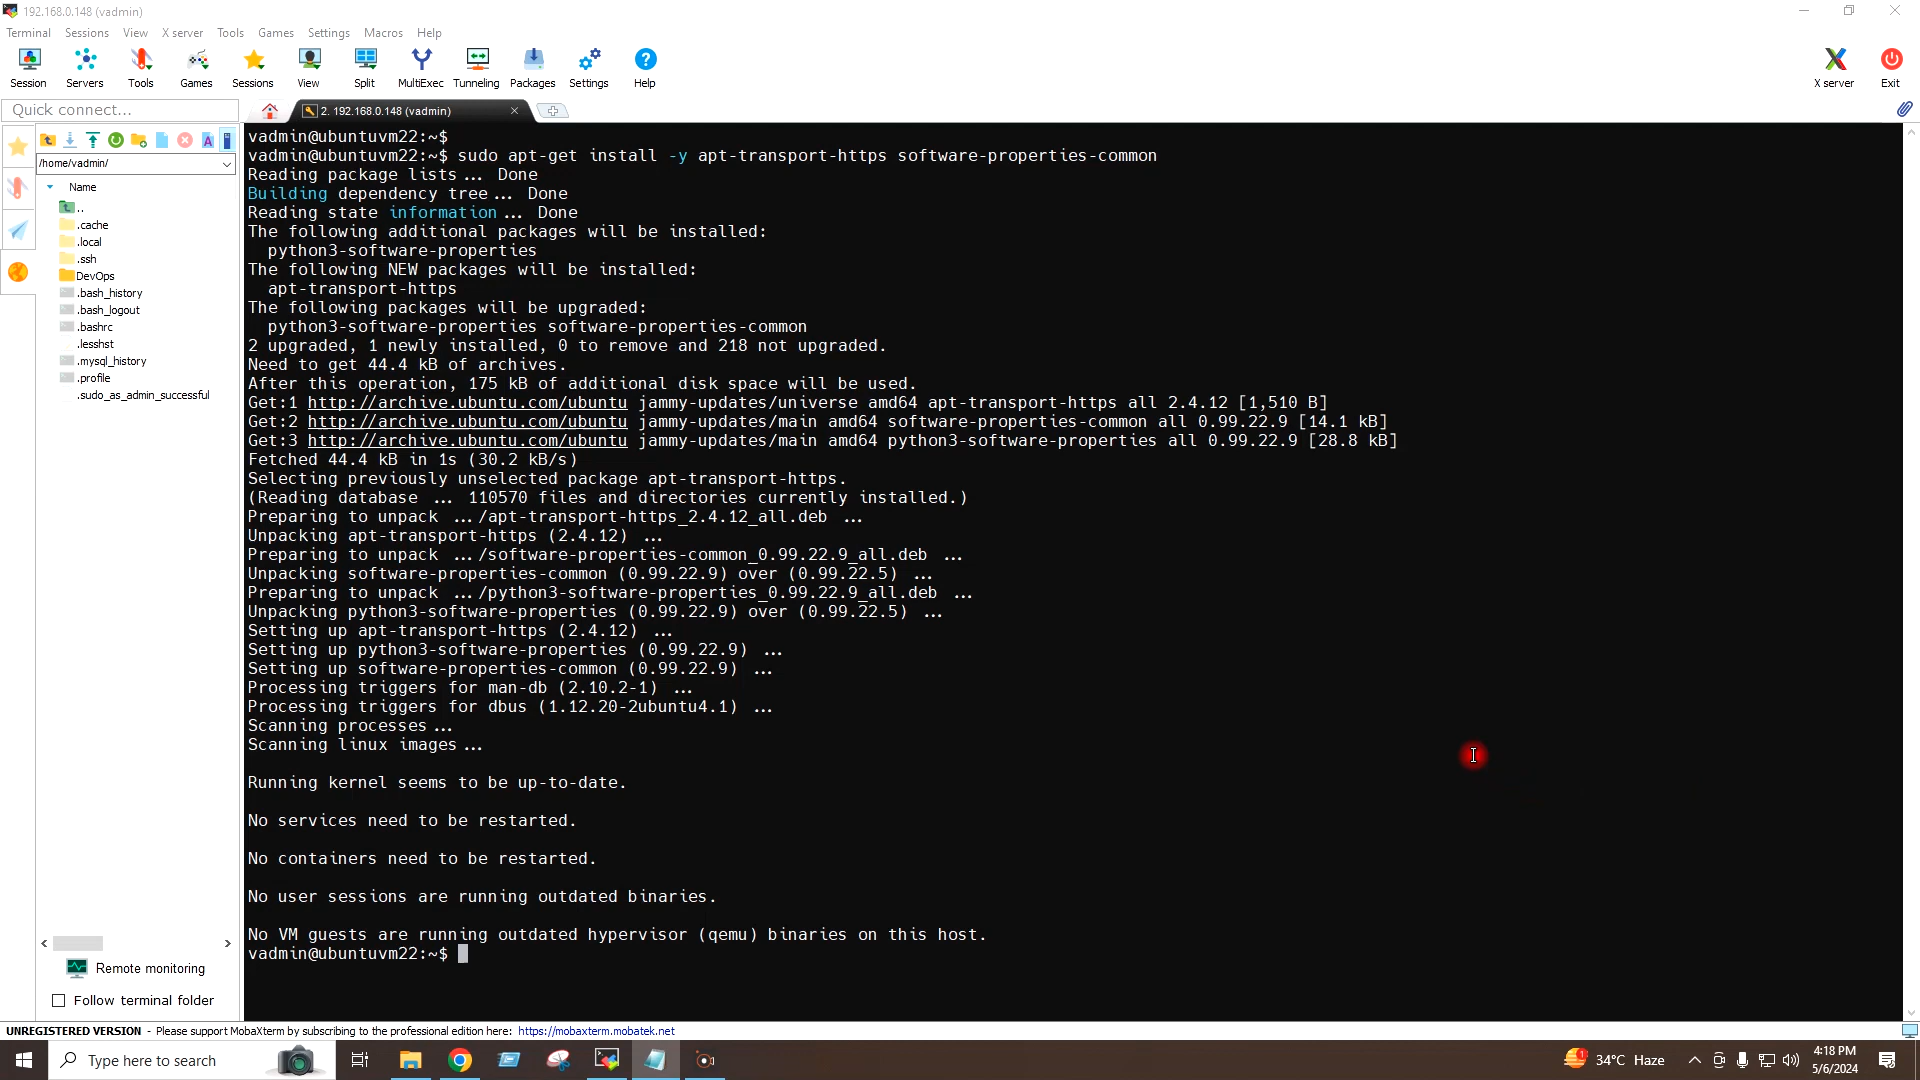 192.168.0.148 (vadmin)
Terminal Sessions View X server Tools Games Settings Macros Help
Session Servers Tools Games Sessions View Split MultiExec Tunneling Packages Settings Help X server Exit
Quick connect...
2. 192.168.0.148 (vadmin)
/home/vadmin/
Name
..
.cache
.local
.ssh
DevOps
.bash_history
.bash_logout
.bashrc
.lesshst
.mysql_history
.profile
.sudo_as_admin_successful
Remote monitoring
Follow terminal folder
vadmin@ubuntuvm22:~$
vadmin@ubuntuvm22:~$ sudo apt-get install -y apt-transport-https software-properties-common
Reading package lists... Done
Building dependency tree... Done
Reading state information... Done
The following additional packages will be installed:
python3-software-properties
The following NEW packages will be installed:
apt-transport-https
The following packages will be upgraded:
python3-software-properties software-properties-common
2 upgraded, 1 newly installed, 0 to remove and 218 not upgraded.
Need to get 44.4 kB of archives.
After this operation, 175 kB of additional disk space will be used.
Get:1 http://archive.ubuntu.com/ubuntu jammy-updates/universe amd64 apt-transport-https all 2.4.12 [1,510 B]
Get:2 http://archive.ubuntu.com/ubuntu jammy-updates/main amd64 software-properties-common all 0.99.22.9 [14.1 kB]
Get:3 http://archive.ubuntu.com/ubuntu jammy-updates/main amd64 python3-software-properties all 0.99.22.9 [28.8 kB]
Fetched 44.4 kB in 1s (30.2 kB/s)
Selecting previously unselected package apt-transport-https.
(Reading database ... 110570 files and directories currently installed.)
Preparing to unpack .../apt-transport-https_2.4.12_all.deb ...
Unpacking apt-transport-https (2.4.12) ...
Preparing to unpack .../software-properties-common_0.99.22.9_all.deb ...
Unpacking software-properties-common (0.99.22.9) over (0.99.22.5) ...
Preparing to unpack .../python3-software-properties_0.99.22.9_all.deb ...
Unpacking python3-software-properties (0.99.22.9) over (0.99.22.5) ...
Setting up apt-transport-https (2.4.12) ...
Setting up python3-software-properties (0.99.22.9) ...
Setting up software-properties-common (0.99.22.9) ...
Processing triggers for man-db (2.10.2-1) ...
Processing triggers for dbus (1.12.20-2ubuntu4.1) ...
Scanning processes...
Scanning linux images...
Running kernel seems to be up-to-date.
No services need to be restarted.
No containers need to be restarted.
No user sessions are running outdated binaries.
No VM guests are running outdated hypervisor (qemu) binaries on this host.
vadmin@ubuntuvm22:~$
UNREGISTERED VERSION - Please support MobaXterm by subscribing to the professional edition here: https://mobaxterm.mobatek.net
Type here to search
1
34°C Haze
4:18 PM
5/6/2024